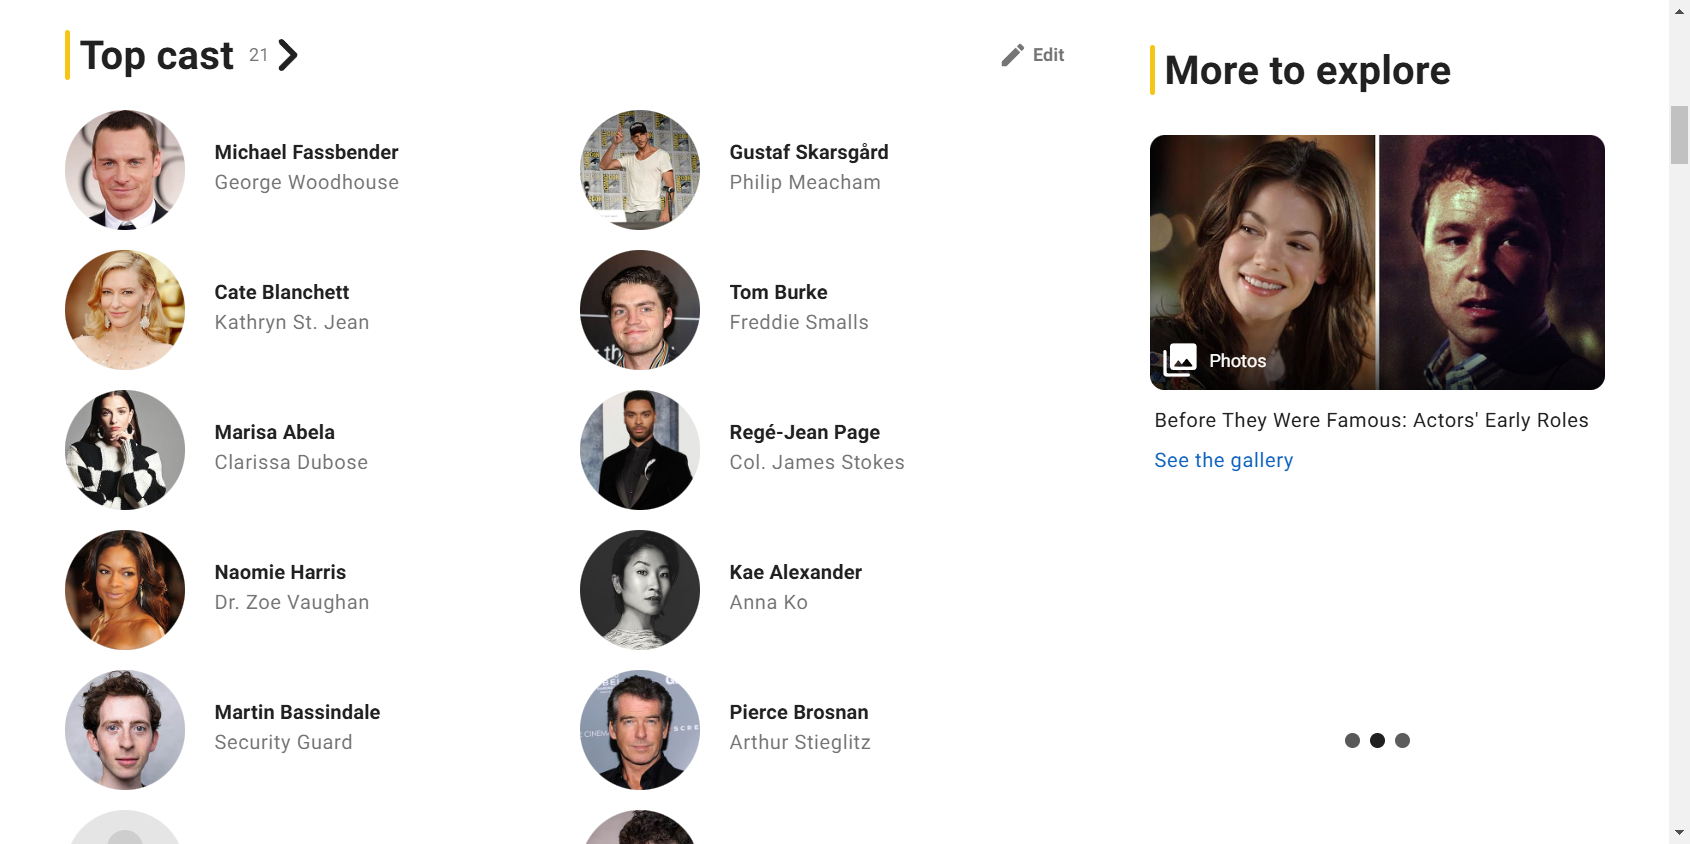 Top cast 21
Edit
Michael Fassbender
George Woodhouse
Gustaf Skarsgård
Philip Meacham
Cate Blanchett
Kathryn St. Jean
Tom Burke
Freddie Smalls
Marisa Abela
Clarissa Dubose
Regé-Jean Page
Col. James Stokes
Naomie Harris
Dr. Zoe Vaughan
Kae Alexander
Anna Ko
Martin Bassindale
Security Guard
Pierce Brosnan
Arthur Stieglitz
More to explore
Photos
Before They Were Famous: Actors' Early Roles
See the gallery